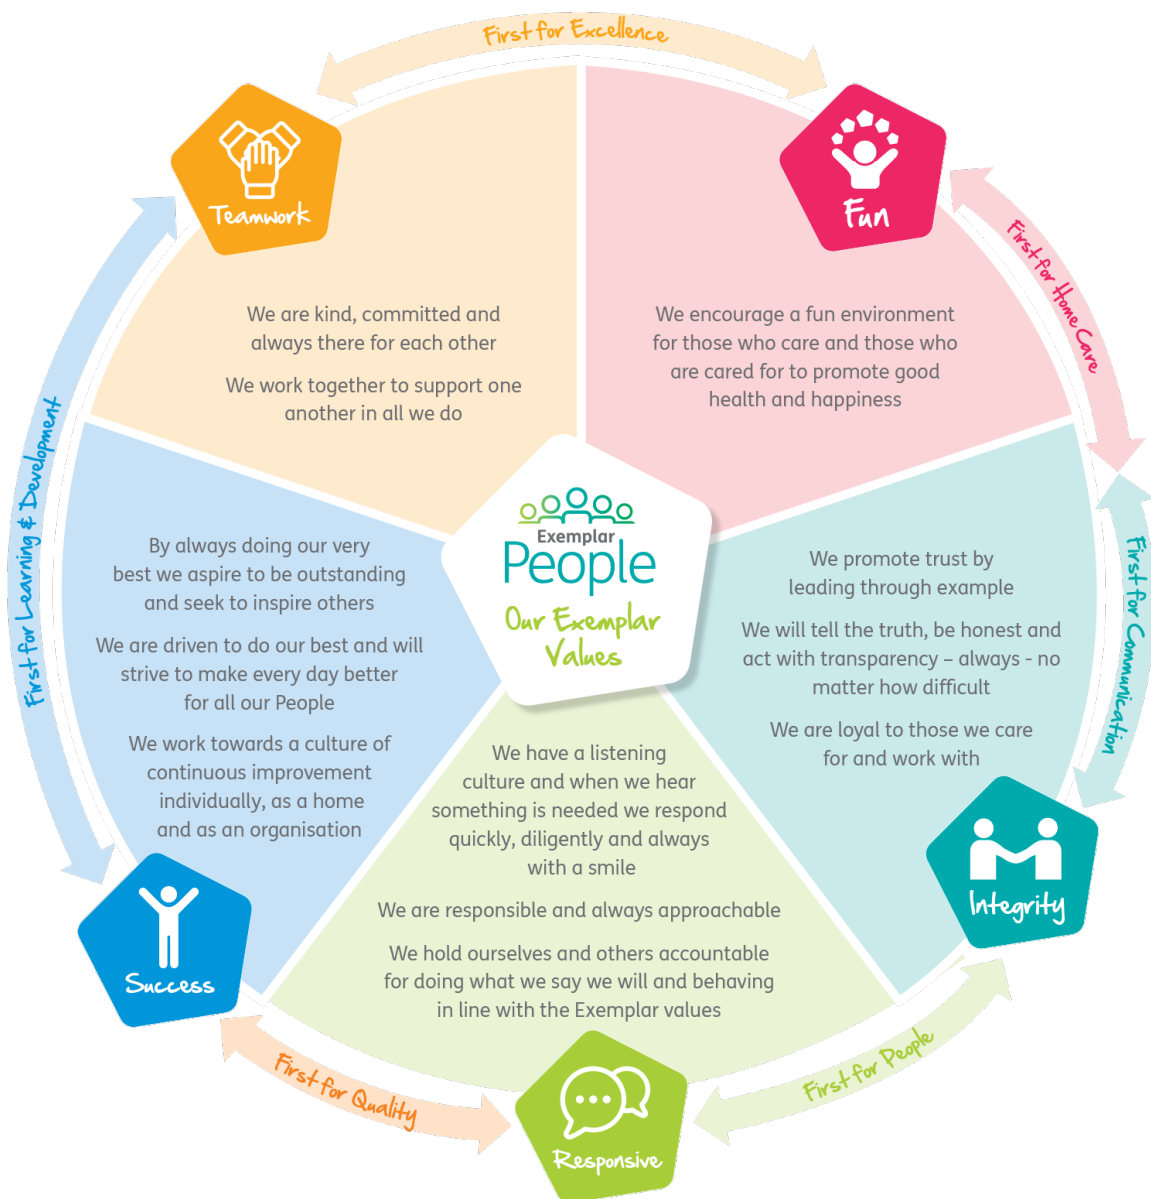 First for Excellence
Teamwork
Fun
First for Home Care
We are kind, committed and
always there for each other
We work together to support one
another in all we do
We encourage a fun environment
for those who care and those who
are cared for to promote good
health and happiness
First for Learning & Development
Exemplar
People
Our Exemplar
Values
By always doing our very
best we aspire to be outstanding
and seek to inspire others
We are driven to do our best and will
strive to make every day better
for all our People
We work towards a culture of
continuous improvement
individually, as a home
and as an organisation
We promote trust by
leading through example
We will tell the truth, be honest and
act with transparency – always - no
matter how difficult
We are loyal to those we care
for and work with
First for Communication
We have a listening
culture and when we hear
something is needed we respond
quickly, diligently and always
with a smile
We are responsible and always approachable
We hold ourselves and others accountable
for doing what we say we will and behaving
in line with the Exemplar values
Integrity
Success
First for Quality
First for People
Responsive